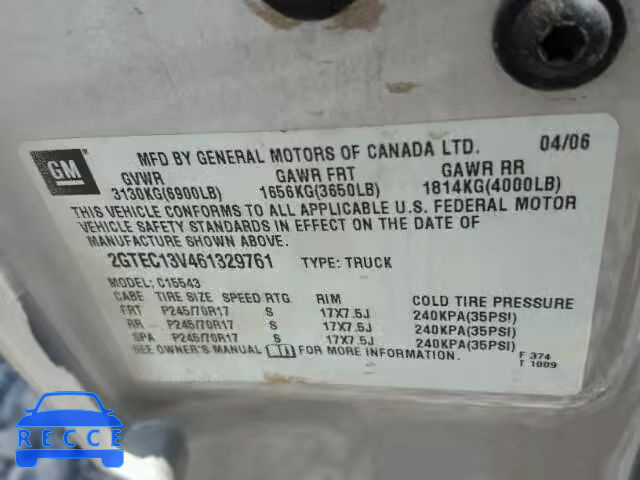 GM
MFD BY GENERAL MOTORS OF CANADA LTD. 04/06
GVWR GAWR FRT GAWR RR
3130KG(6900LB) 1656KG(3650LB) 1814KG(4000LB)
THIS VEHICLE CONFORMS TO ALL APPLICABLE U.S. FEDERAL MOTOR
VEHICLE SAFETY STANDARDS IN EFFECT ON THE DATE OF
MANUFACTURE SHOWN ABOVE.
2GTEC13V461329761 TYPE: TRUCK
MODEL: C15543
CABE TIRE SIZE SPEED RTG RIM COLD TIRE PRESSURE
FRT P245/70R17 S 17X7.5J 240KPA(35PSI)
RR P245/70R17 S 17X7.5J 240KPA(35PSI)
SPA P245/70R17 S 17X7.5J 240KPA(35PSI)
SEE OWNER'S MANUAL FOR MORE INFORMATION.
F 374
T 1009
RECCE